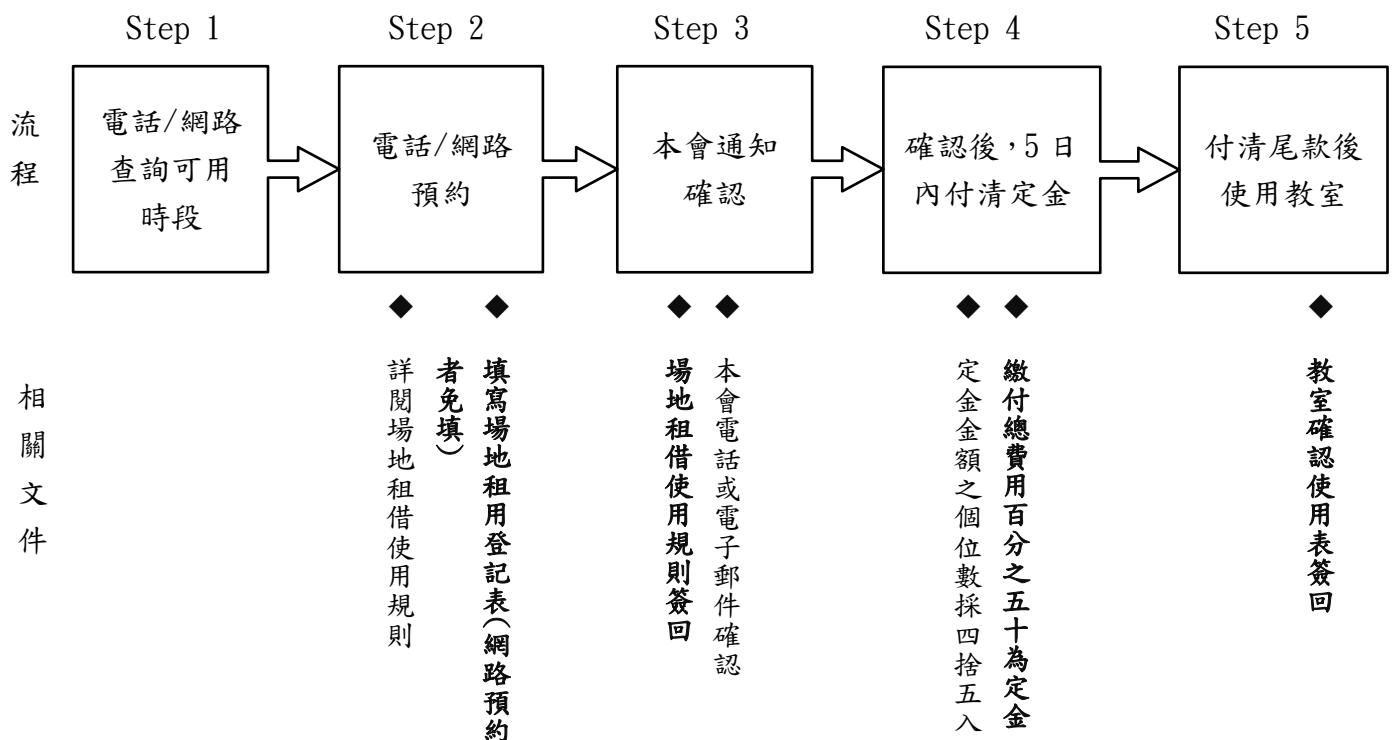 Step 1
Step 2
Step 3
Step 4
Step 5
流程
電話/網路
查詢可用
時段
電話/網路
預約
本會通知
確認
確認後，5 日
內付清定金
付清尾款後
使用教室
相關文件
◆填寫場地租用登記表(網路預約
者免填)
◆詳閱場地租借使用規則
◆本會電話或電子郵件確認
◆場地租借使用規則簽回
◆繳付總費用百分之五十為定金
◆定金金額之個位數採四捨五入
◆教室確認使用表簽回